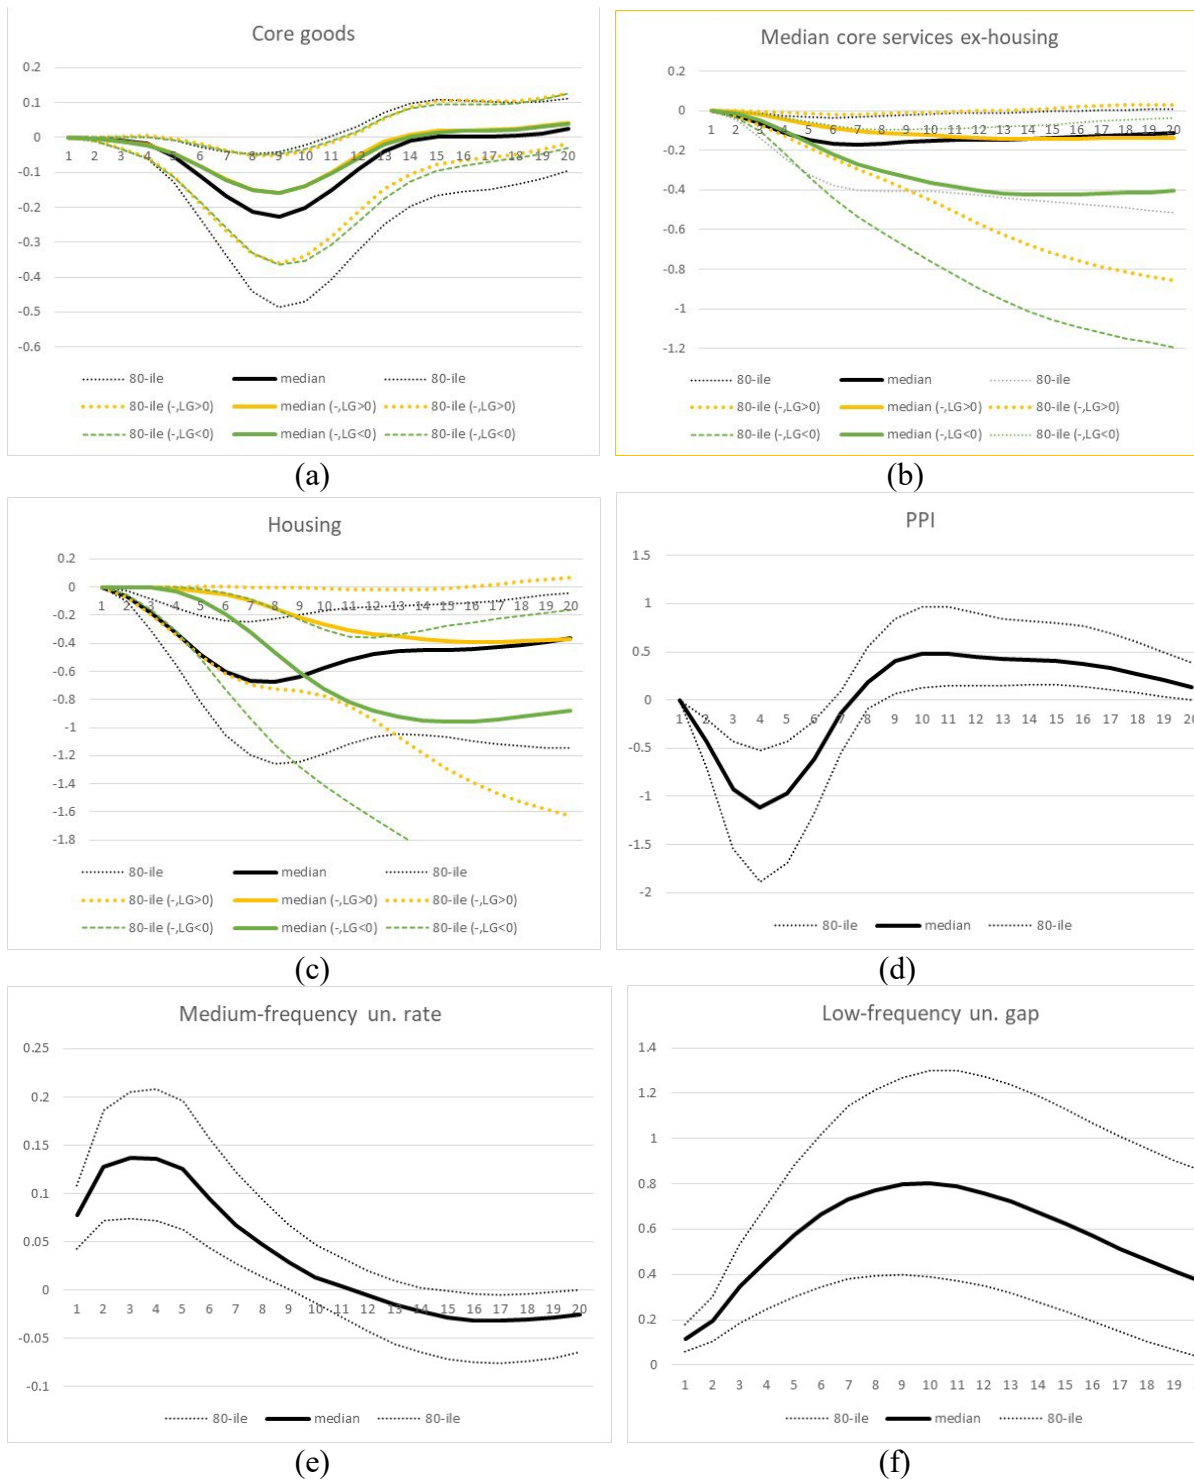 Core goods
0.2
0.1
0
-0.1
-0.2
-0.3
-0.4
-0.5
-0.6
1 2 3 4 5 6 7 8 9 10 11 12 13 14 15 16 17 18 19 20
80-ile median 80-ile
80-ile (-,LG>0) median (-,LG>0) 80-ile (-,LG>0)
80-ile (-,LG<0) median (-,LG<0) 80-ile (-,LG<0)
(a)
Median core services ex-housing
0.2
0
-0.2
-0.4
-0.6
-0.8
-1
-1.2
1 2 3 4 5 6 7 8 9 10 11 12 13 14 15 16 17 18 19 20
80-ile median 80-ile
80-ile (-,LG>0) median (-,LG>0) 80-ile (-,LG>0)
80-ile (-,LG<0) median (-,LG<0) 80-ile (-,LG<0)
(b)
Housing
0.2
0
-0.2
-0.4
-0.6
-0.8
-1
-1.2
-1.4
-1.6
-1.8
1 2 3 4 5 6 7 8 9 10 11 12 13 14 15 16 17 18 19 20
80-ile median 80-ile
80-ile (-,LG>0) median (-,LG>0) 80-ile (-,LG>0)
80-ile (-,LG<0) median (-,LG<0) 80-ile (-,LG<0)
(c)
PPI
1.5
1
0.5
0
-0.5
-1
-1.5
-2
1 2 3 4 5 6 7 8 9 10 11 12 13 14 15 16 17 18 19 20
80-ile median 80-ile
(d)
Medium-frequency un. rate
0.25
0.2
0.15
0.1
0.05
0
-0.05
-0.1
1 2 3 4 5 6 7 8 9 10 11 12 13 14 15 16 17 18 19 20
80-ile median 80-ile
(e)
Low-frequency un. gap
1.4
1.2
1
0.8
0.6
0.4
0.2
0
1 2 3 4 5 6 7 8 9 10 11 12 13 14 15 16 17 18 19
80-ile median 80-ile
(f)